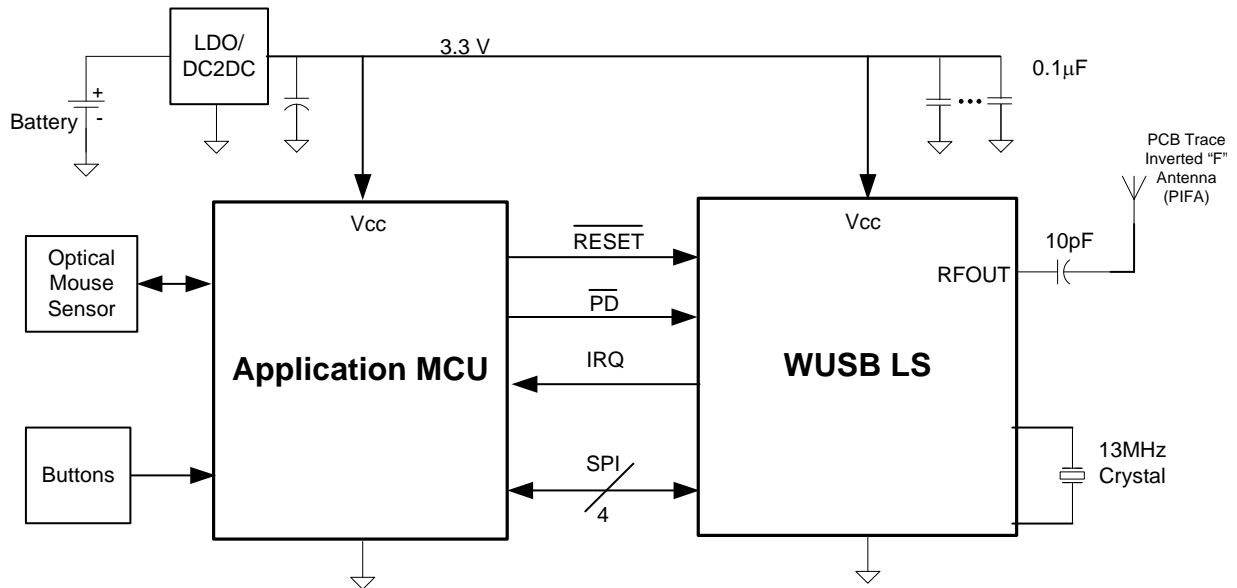 LDO/
DC2DC
3.3 V
0.1µF
+
-
Battery
PCB Trace
Inverted “F”
Antenna
(PIFA)
Vcc
Vcc
RESET
10pF
Optical
Mouse
Sensor
RFOUT
PD
Application MCU
IRQ
WUSB LS
Buttons
SPI
4
13MHz
Crystal